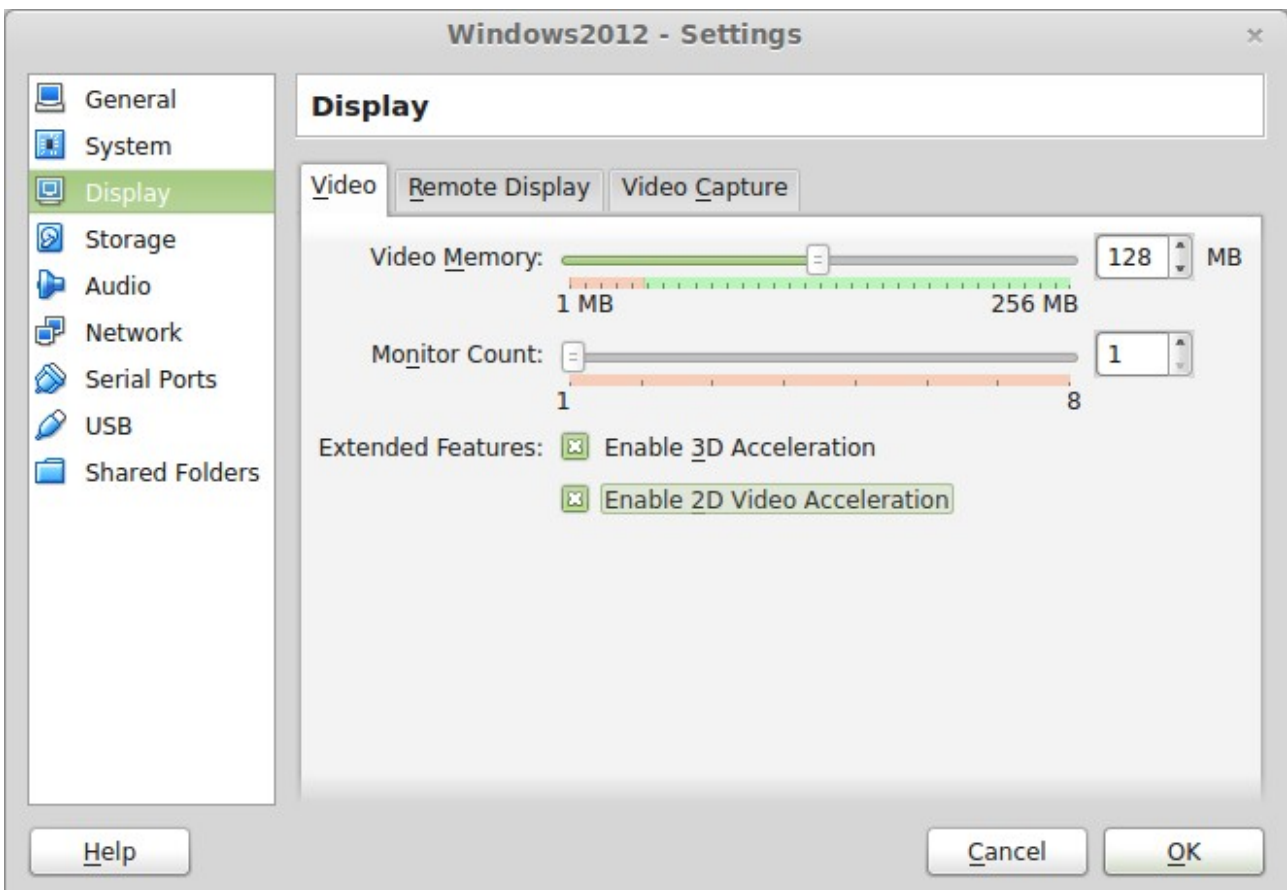 Windows2012 - Settings
General
System
Display
Storage
Audio
Network
Serial Ports
USB
Shared Folders
Display
Video Remote Display Video Capture
Video Memory: 128 MB
1 MB 256 MB
Monitor Count: 1
1 8
Extended Features: Enable 3D Acceleration
Enable 2D Video Acceleration
Help Cancel OK